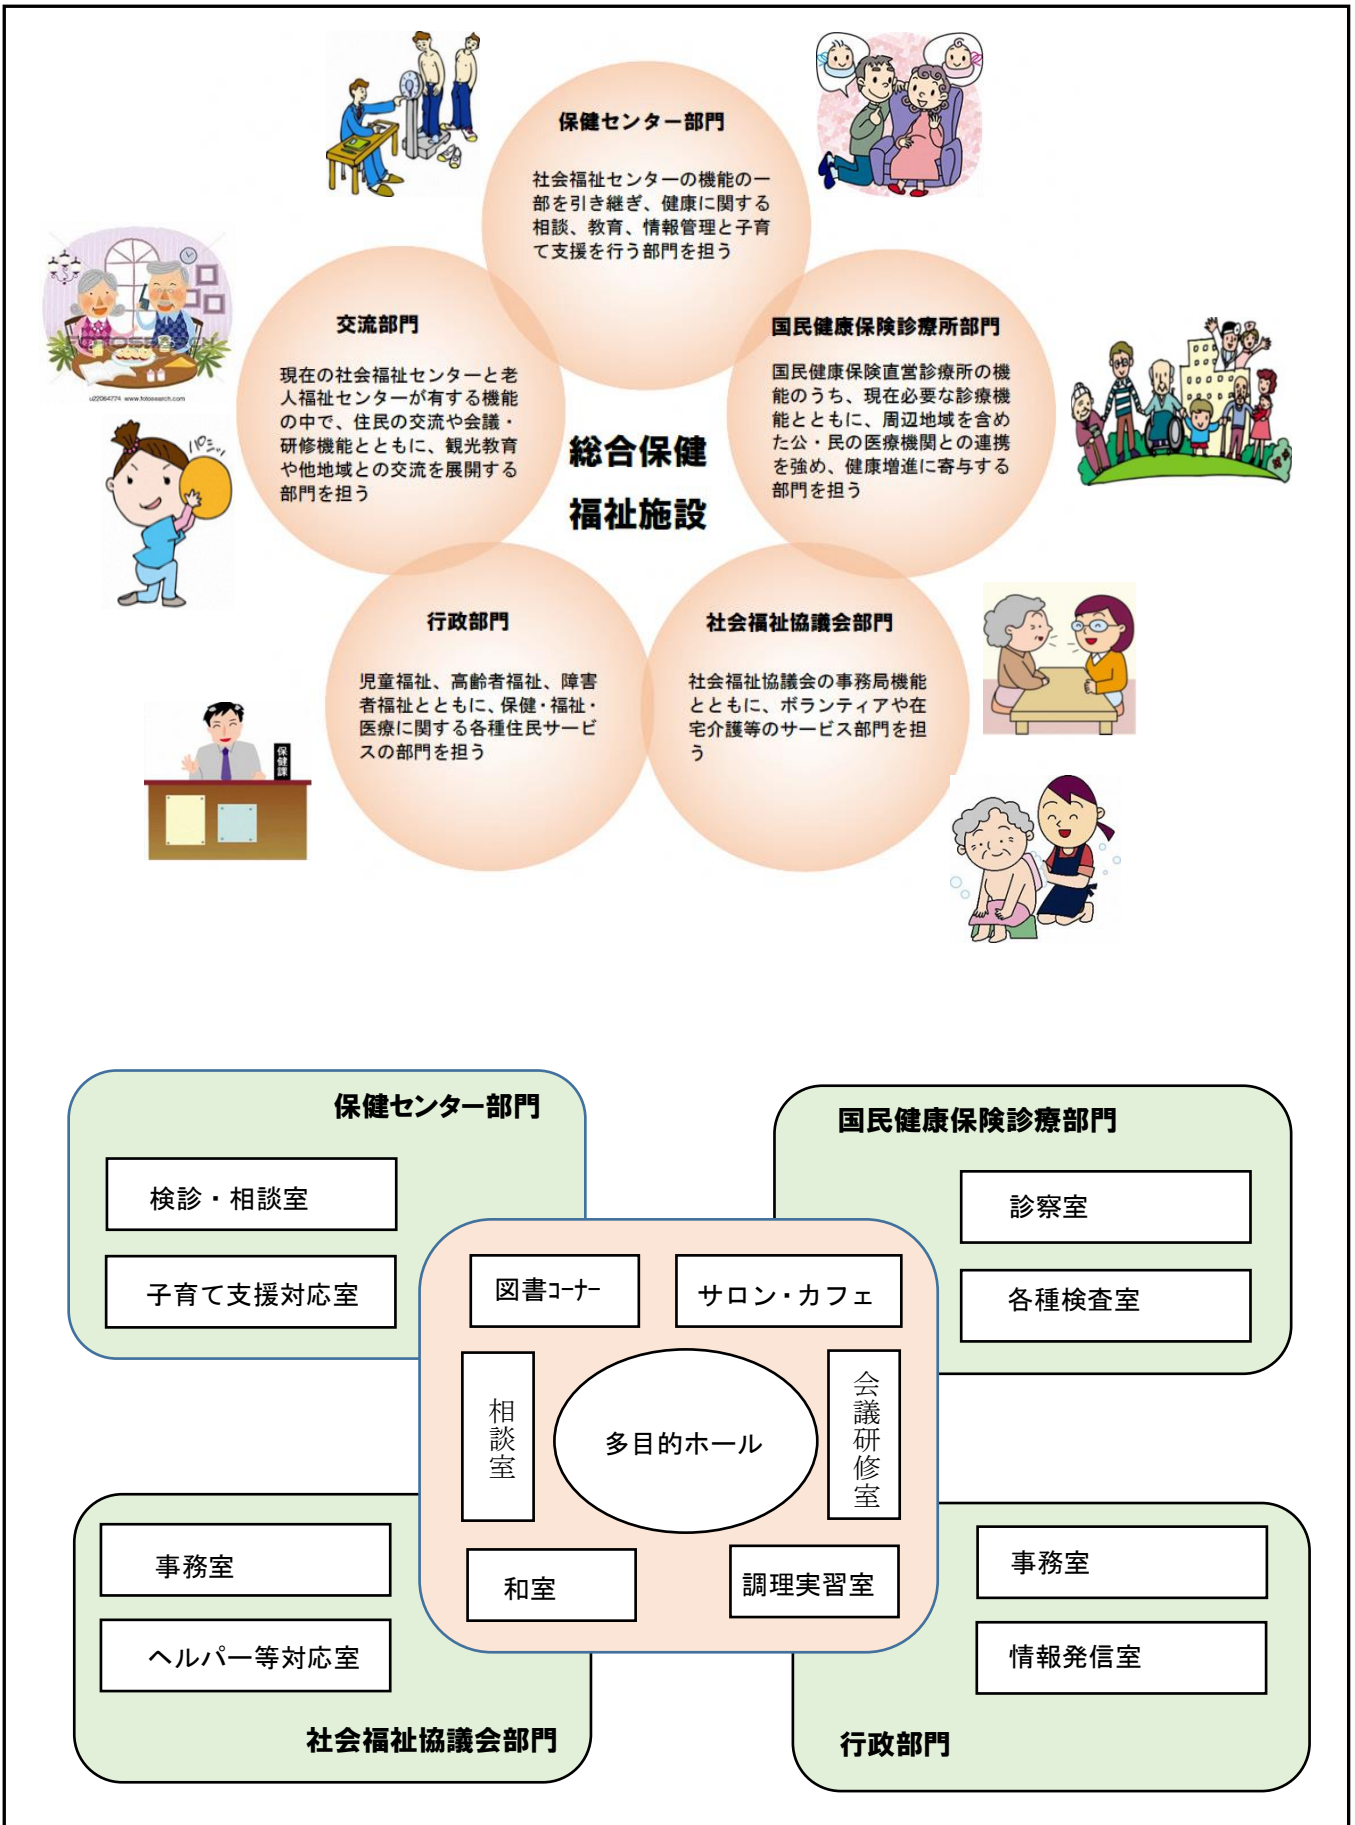 保健センター部門
社会福祉センターの機能の一
部を引き継ぎ、健康に関する
相談、教育、情報管理と子育
て支援を行う部門を担う
交流部門
現在の社会福祉センターと老
人福祉センターが有する機能
の中で、住民の交流や会議・
研修機能とともに、観光教育
や他地域との交流を展開する
部門を担う
国民健康保険診療所部門
国民健康保険直営診療所の機
能のうち、現在必要な診療機
能とともに、周辺地域を含め
た公・民の医療機関との連携
を強め、健康増進に寄与する
部門を担う
総合保健
福祉施設
行政部門
児童福祉、高齢者福祉、障害
者福祉とともに、保健・福祉・
医療に関する各種住民サービ
スの部門を担う
社会福祉協議会部門
社会福祉協議会の事務局機能
とともに、ボランティアや在
宅介護等のサービス部門を担
う
u22064774 www.fotosearch.com
保健課
保健センター部門
検診・相談室
子育て支援対応室
国民健康保険診療部門
診察室
各種検査室
図書コーナー
サロン・カフェ
相談室
多目的ホール
会議研修室
和室
調理実習室
事務室
ヘルパー等対応室
社会福祉協議会部門
事務室
情報発信室
行政部門